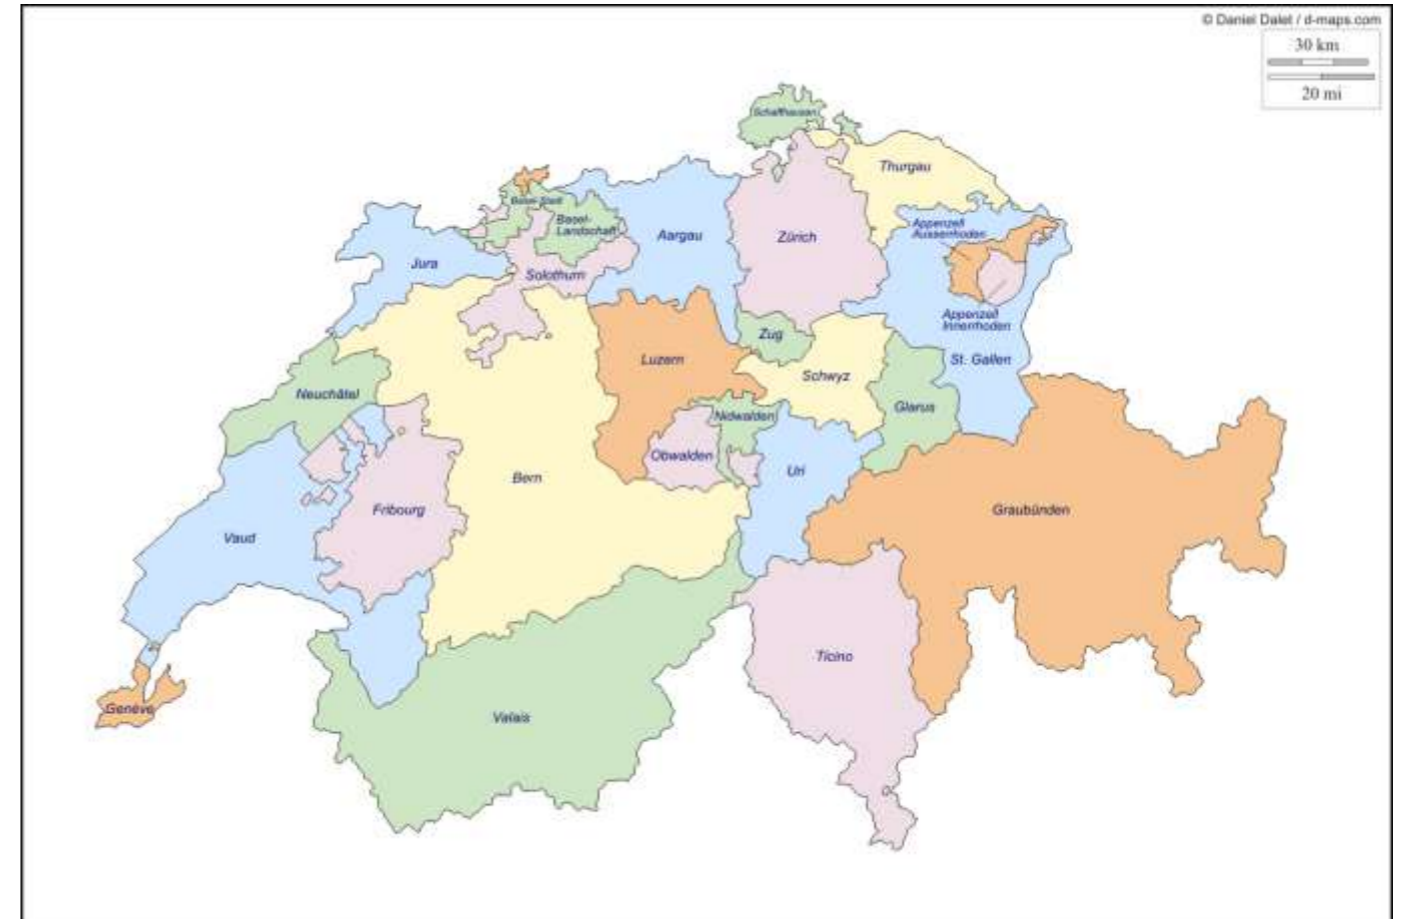 © Daniel Dalet / d-maps.com
30 km
20 mi
Schaffhausen
Thurgau
Basel-Stadt
Basel-
Landschaft
Aargau
Zürich
Appenzell
Ausserrhoden
Jura
Solothurn
Appenzell
Innerrhoden
Zug
Luzern
St. Gallen
Schwyz
Neuchâtel
Glarus
Nidwalden
Obwalden
Uri
Bern
Fribourg
Graubünden
Vaud
Ticino
Genève
Valais